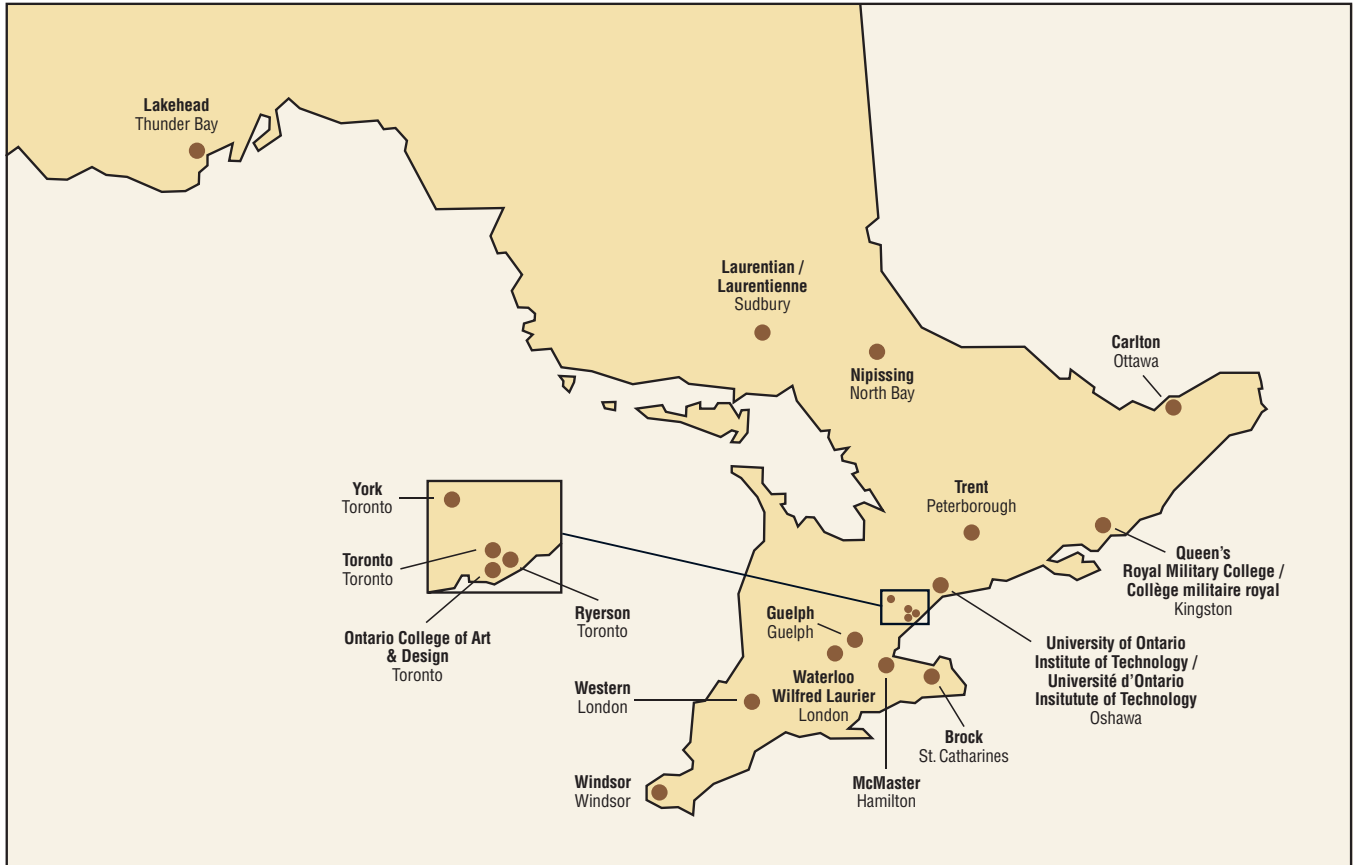 Lakehead
Thunder Bay
Laurentian /
Laurentienne
Sudbury
Nipissing
North Bay
Carlton
Ottawa
York
Toronto
Toronto
Toronto
Ontario College of Art
& Design
Toronto
Ryerson
Toronto
Trent
Peterborough
Queen's
Royal Military College /
Collège militaire royal
Kingston
Guelph
Guelph
Waterloo
Wilfred Laurier
London
Western
London
University of Ontario
Institute of Technology /
Université d'Ontario
Insitutute of Technology
Oshawa
Brock
St. Catharines
McMaster
Hamilton
Windsor
Windsor